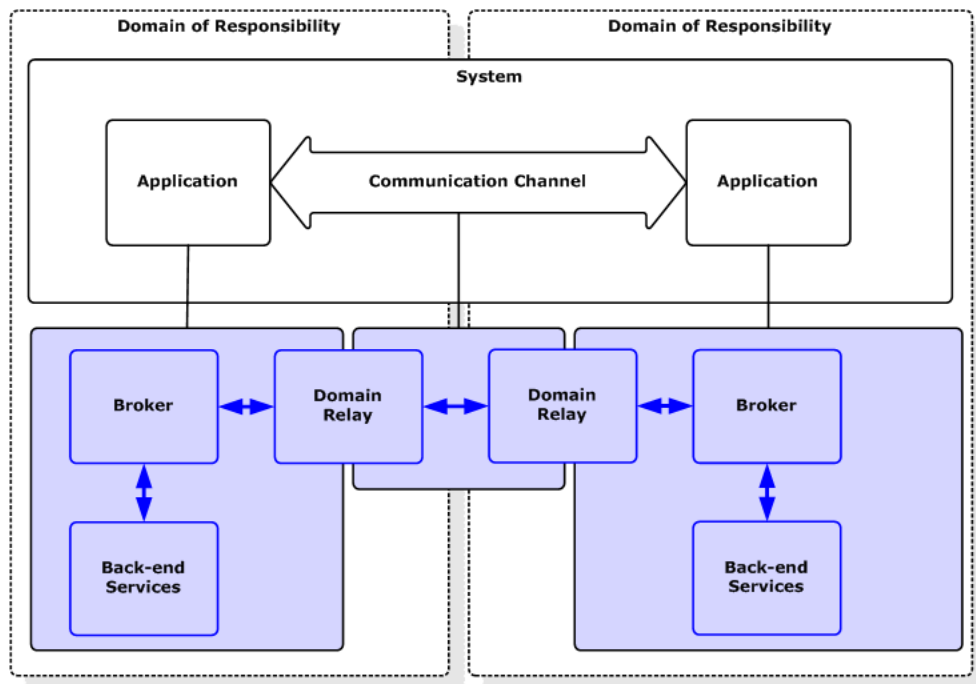 Domain of Responsibility
Domain of Responsibility
System
Application
Communication Channel
Application
Broker
Domain
Relay
Domain
Relay
Broker
Back-end
Services
Back-end
Services